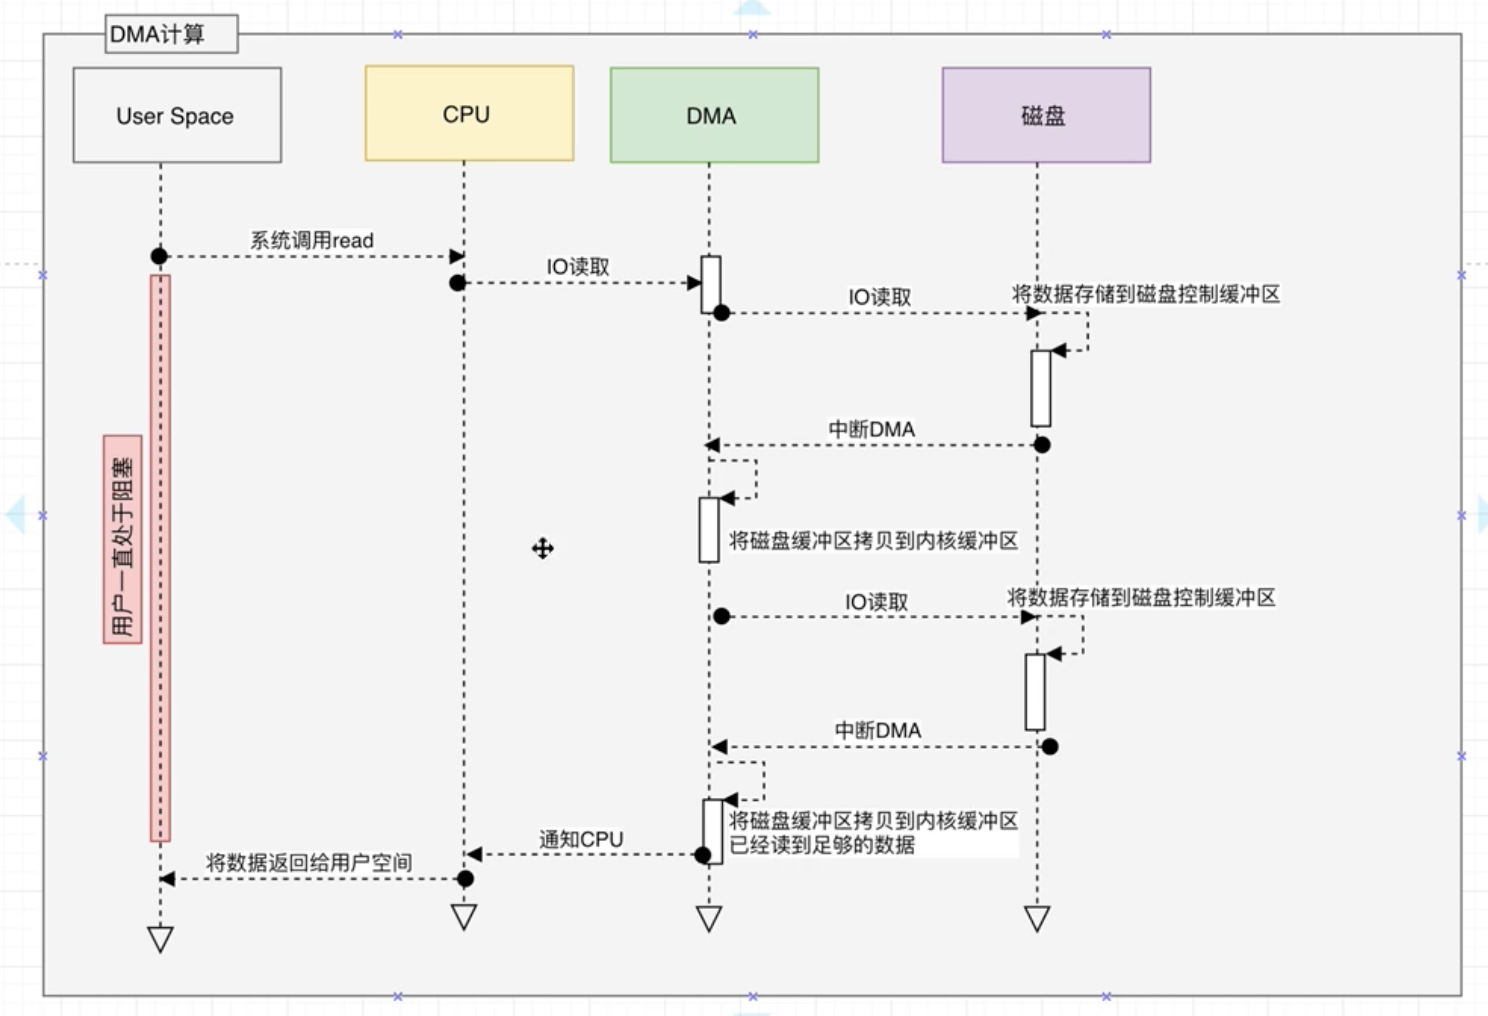 DMA计算
User Space
CPU
DMA
磁盘
系统调用read
IO读取
IO读取
将数据存储到磁盘控制缓冲区
中断DMA
用户一直处于阻塞
将磁盘缓冲区拷贝到内核缓冲区
IO读取
将数据存储到磁盘控制缓冲区
中断DMA
将磁盘缓冲区拷贝到内核缓冲区
已经读到足够的数据
通知CPU
将数据返回给用户空间